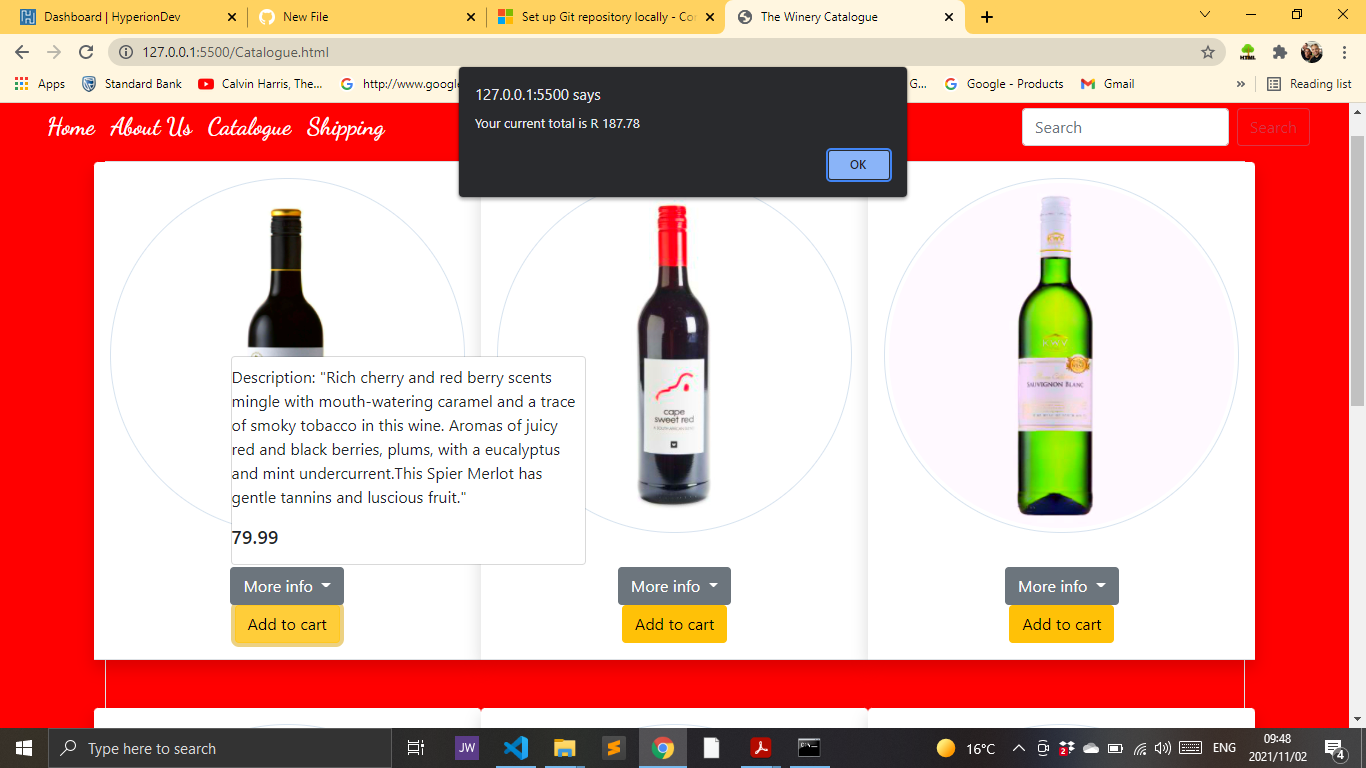 Dashboard | HyperionDev
New File
Set up Git repository locally - Co
The Winery Catalogue
127.0.0.1:5500/Catalogue.html
Apps
Standard Bank
Calvin Harris, The...
http://www.google
G...
Google - Products
Gmail
»
Reading list
127.0.0.1:5500 says
Your current total is R 187.78
OK
Home About Us Catalogue Shipping
Search
Search
cape
sweet red
SAUVIGNON BLANC
Description: "Rich cherry and red berry scents
mingle with mouth-watering caramel and a trace
of smoky tobacco in this wine. Aromas of juicy
red and black berries, plums, with a eucalyptus
and mint undercurrent.This Spier Merlot has
gentle tannins and luscious fruit."
79.99
More info
More info
More info
Add to cart
Add to cart
Add to cart
Type here to search
JW
16°C
ENG
09:48
2021/11/02
4